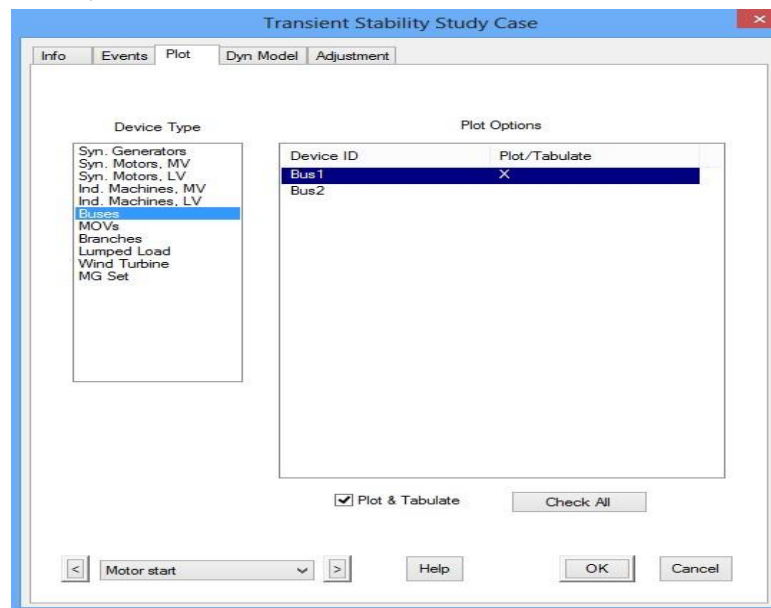 Transient Stability Study Case
Info Events Plot Dyn Model Adjustment
Device Type
Syn. Generators
Syn. Motors, MV
Syn. Motors, LV
Ind. Machines, MV
Ind. Machines, LV
Buses
MOVs
Branches
Lumped Load
Wind Turbine
MG Set
Plot Options
Device ID Plot/Tabulate
Bus1 X
Bus2
Plot & Tabulate Check All
< Motor start > Help OK Cancel